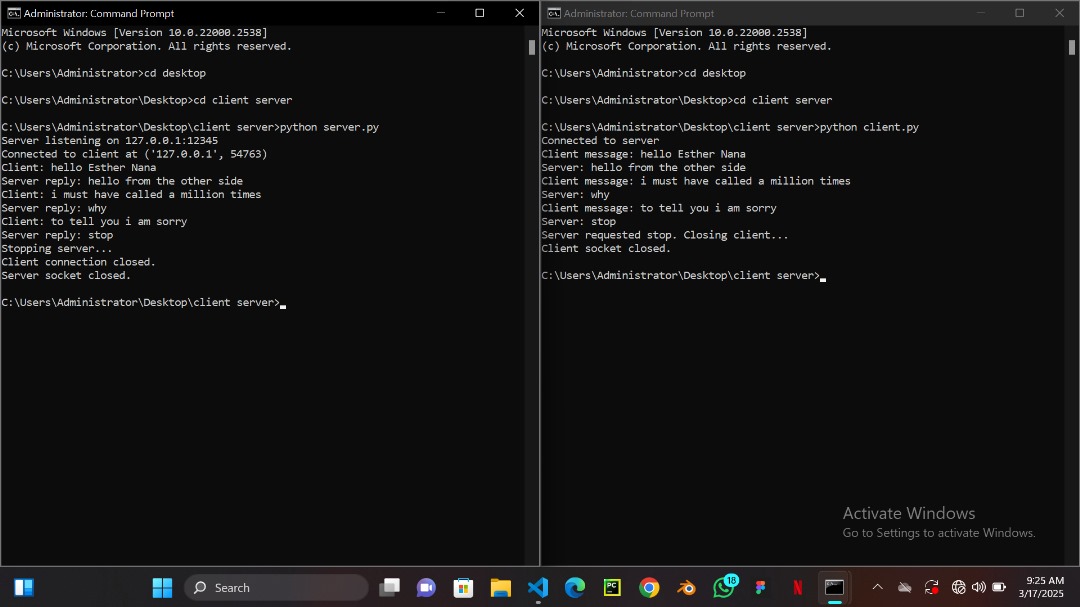 Administrator: Command Prompt
Microsoft Windows [Version 10.0.22000.2538]
(c) Microsoft Corporation. All rights reserved.
C:\Users\Administrator>cd desktop
C:\Users\Administrator\Desktop>cd client server
C:\Users\Administrator\Desktop\client server>python server.py
Server listening on 127.0.0.1:12345
Connected to client at ('127.0.0.1', 54763)
Client: hello Esther Nana
Server reply: hello from the other side
Client: i must have called a million times
Server reply: why
Client: to tell you i am sorry
Server reply: stop
Stopping server...
Client connection closed.
Server socket closed.
C:\Users\Administrator\Desktop\client server>
Administrator: Command Prompt
Microsoft Windows [Version 10.0.22000.2538]
(c) Microsoft Corporation. All rights reserved.
C:\Users\Administrator>cd desktop
C:\Users\Administrator\Desktop>cd client server
C:\Users\Administrator\Desktop\client server>python client.py
Connected to server
Client message: hello Esther Nana
Server: hello from the other side
Client message: i must have called a million times
Server: why
Client message: to tell you i am sorry
Server: stop
Server requested stop. Closing client...
Client socket closed.
C:\Users\Administrator\Desktop\client server>
Activate Windows
Go to Settings to activate Windows.
Search
PC
18
N
9:25 AM
3/17/2025